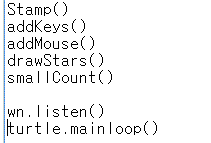 Stamp()
addKeys()
addMouse()
drawStars()
smallCount()

wn.listen()
turtle.mainloop()